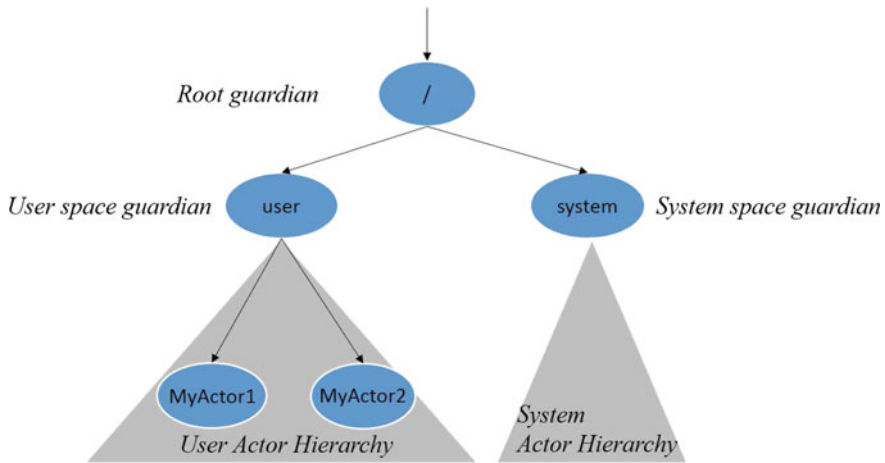 Root guardian
/
User space guardian
user
system
System space guardian
MyActor1
MyActor2
User Actor Hierarchy
System
Actor Hierarchy